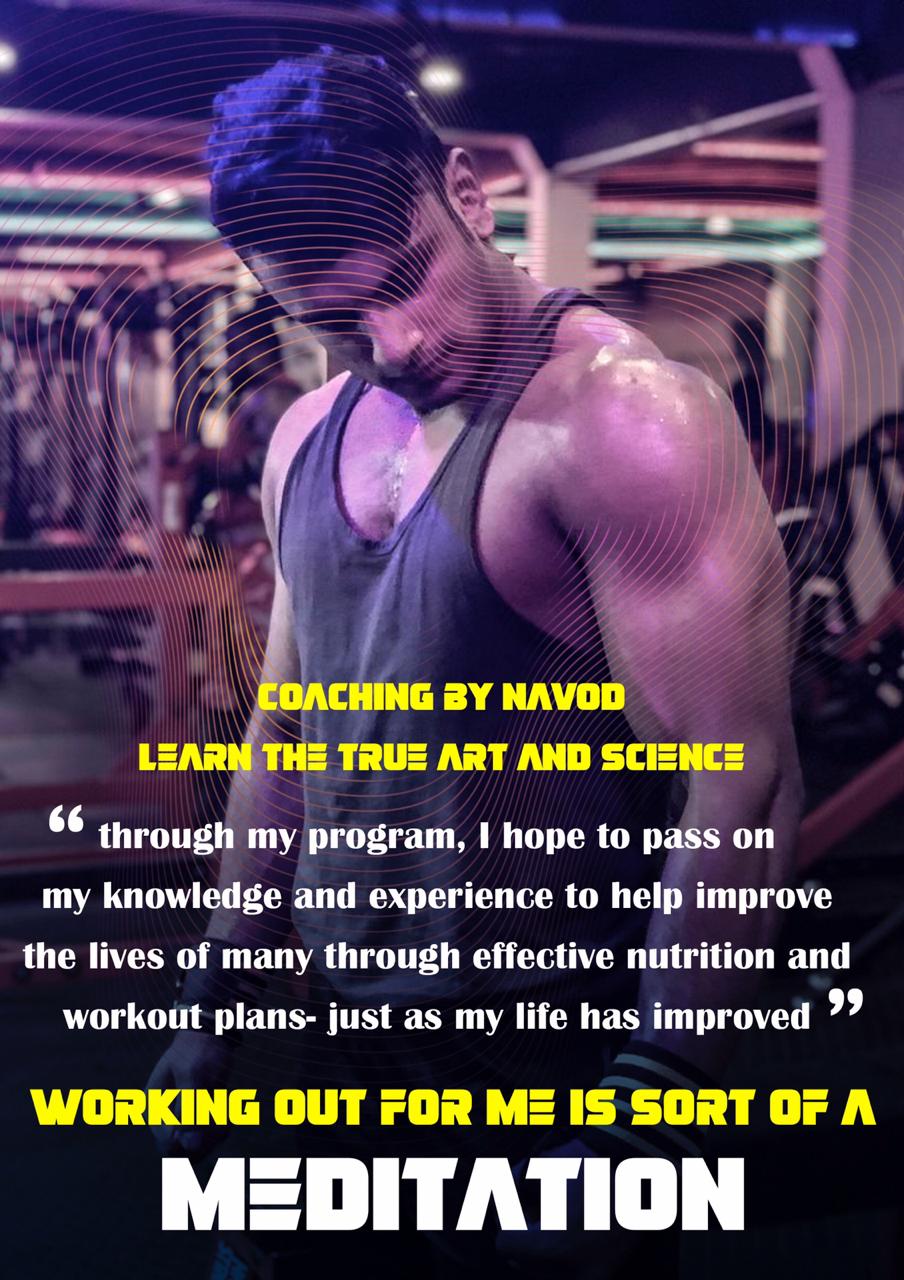 COACHING BY NAVOD
LEARN THE TRUE ART AND SCIENCE
“ through my program, I hope to pass on
my knowledge and experience to help improve
the lives of many through effective nutrition and
workout plans- just as my life has improved ”
WORKING OUT FOR ME IS SORT OF A
MEDITATION